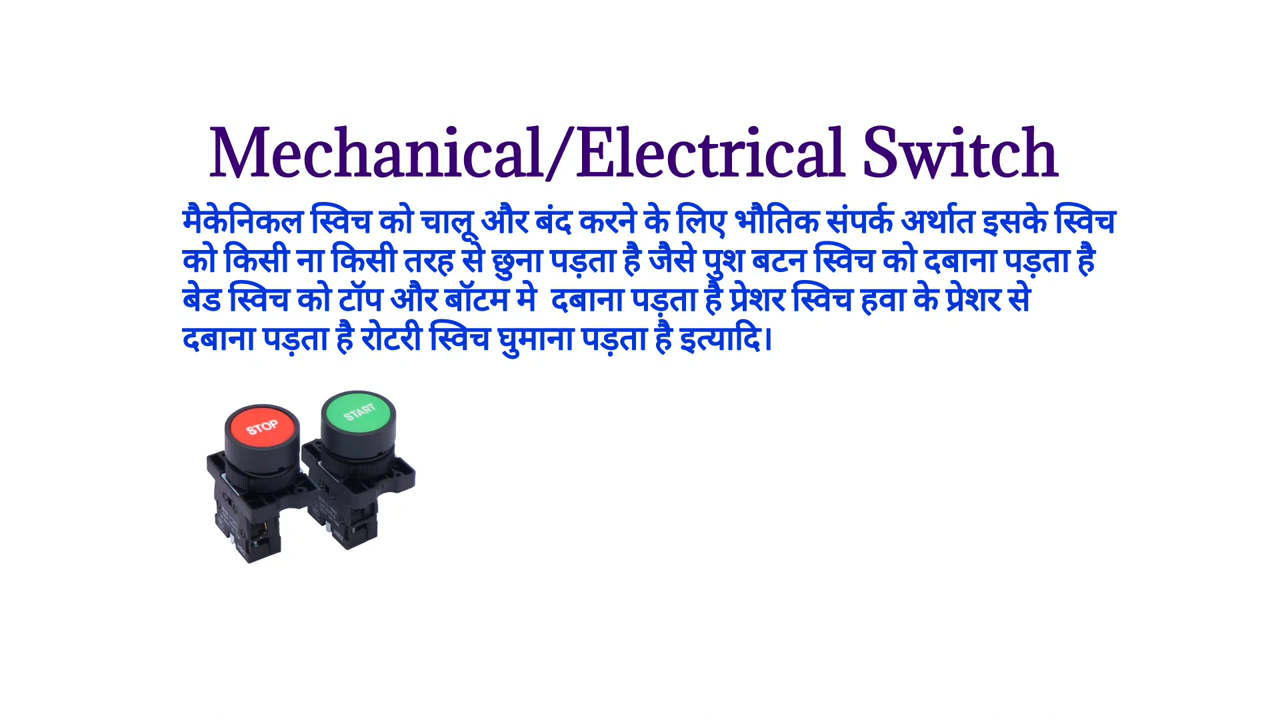 Mechanical/Electrical Switch
मैकेनिकल स्विच को चालू और बंद करने के लिए भौतिक संपर्क अर्थात इसके स्विच
को किसी ना किसी तरह से छुना पड़ता है जैसे पुश बटन स्विच को दबाना पड़ता है
बेड स्विच को टॉप और बॉटम मे  दबाना पड़ता है प्रेशर स्विच हवा के प्रेशर से
दबाना पड़ता है रोटरी स्विच घुमाना पड़ता है इत्यादि।
STOP
START